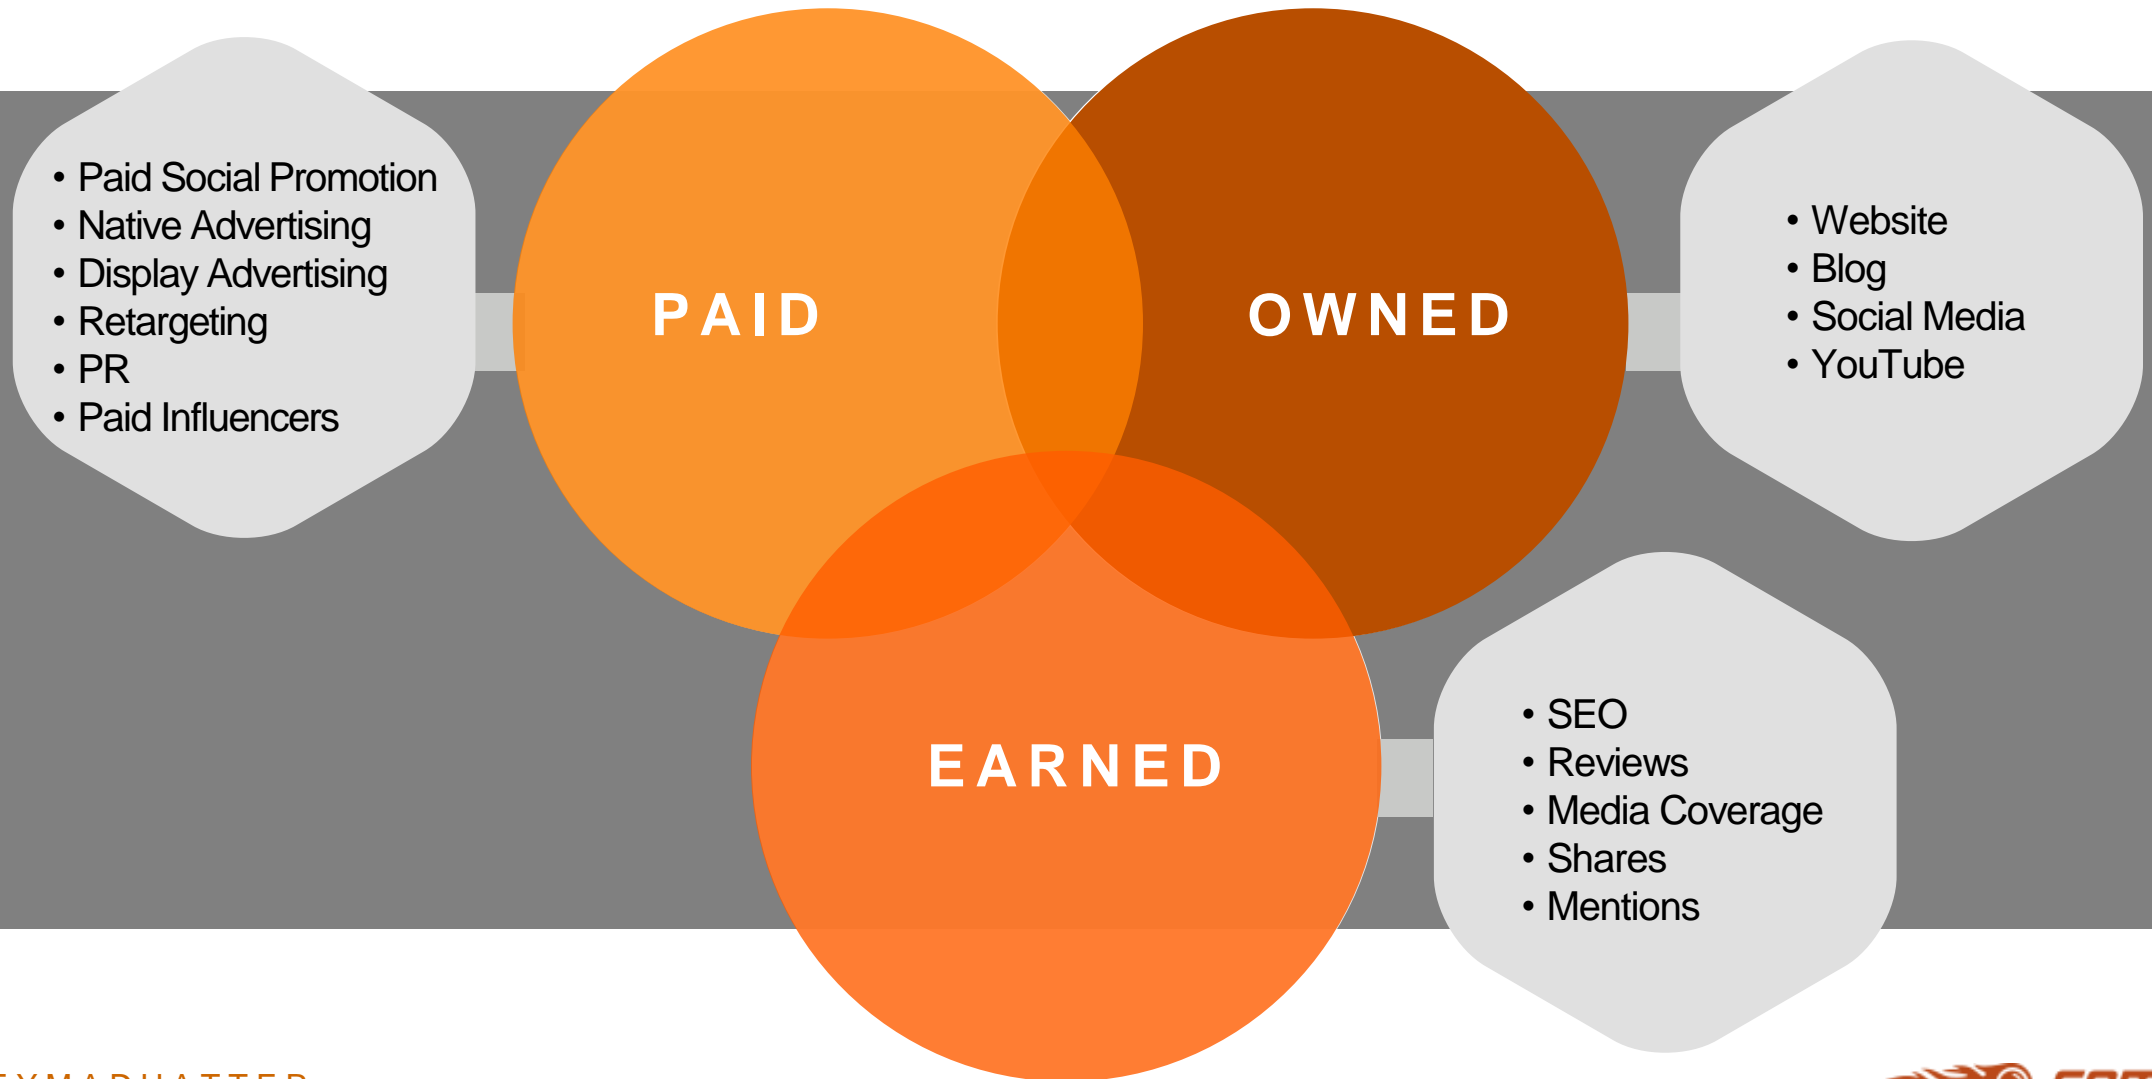 • Paid Social Promotion
• Native Advertising
• Display Advertising
• Retargeting
• PR
• Paid Influencers
PAID
OWNED
• Website
• Blog
• Social Media
• YouTube
EARNED
• SEO
• Reviews
• Media Coverage
• Shares
• Mentions